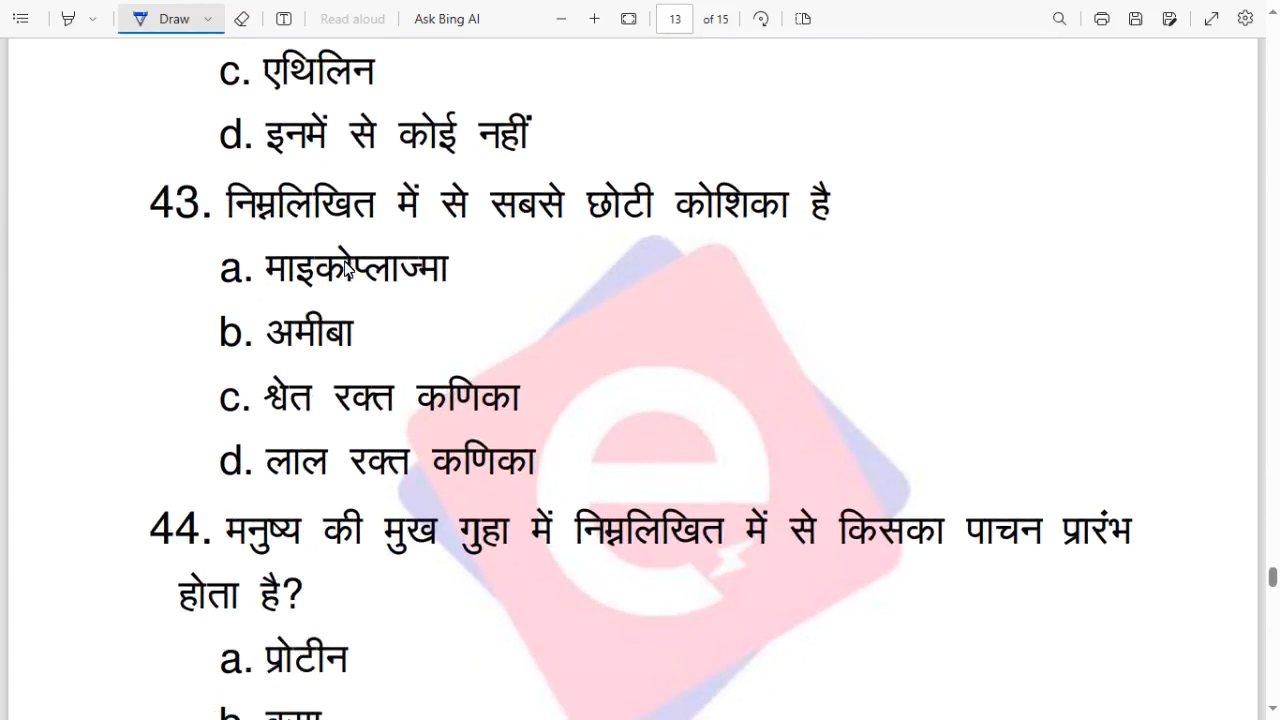 Draw
Read aloud
Ask Bing AI
13
of 15
c. एथिलिन
d. इनमें से कोई नहीं
43. निम्नलिखित में से सबसे छोटी कोशिका है
a. माइकोप्लाज्मा
b. अमीबा
c. श्वेत रक्त कणिका
d. लाल रक्त कणिका
44. मनुष्य की मुख गुहा में निम्नलिखित में से किसका पाचन प्रारंभ
होता है?
a. प्रोटीन